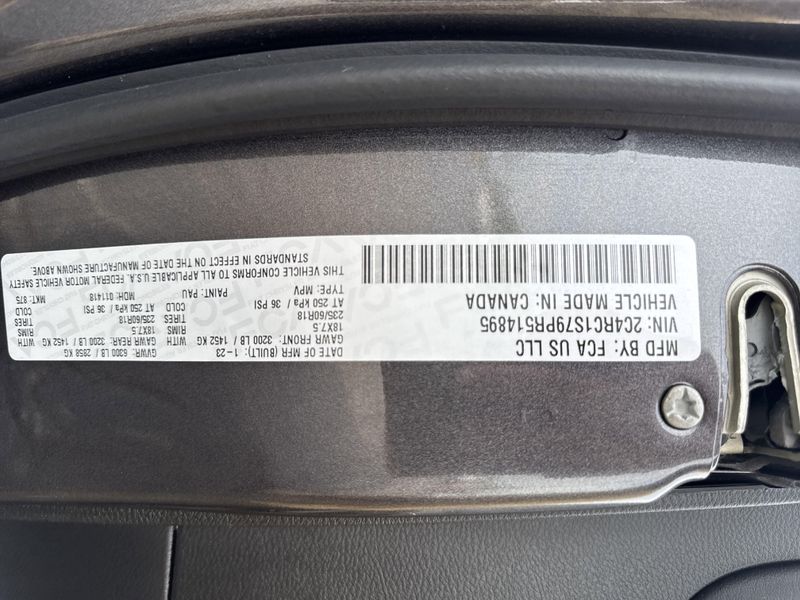 MFD BY: FCA US LLC
DATE OF MFR (BUILT): 1-23
GVWR: 6300 LB / 2858 KG
VIN: 2C4RC1S79PR514895
GAWR FRONT: 3200 LB / 1452 KG WITH
GAWR REAR: 3200 LB / 1452 KG WITH
18X7.5 RIMS
18X7.5 RIMS
VEHICLE MADE IN: CANADA
235/60R18 TIRES
235/60R18 TIRES
AT 250 kPa / 36 PSI COLD
AT 250 kPa / 36 PSI COLD
TYPE: MPV
PAINT: PAU
MDH: 011418
MKT: 975
THIS VEHICLE CONFORMS TO ALL APPLICABLE U.S.A. FEDERAL MOTOR VEHICLE SAFETY
STANDARDS IN EFFECT ON THE DATE OF MANUFACTURE SHOWN ABOVE